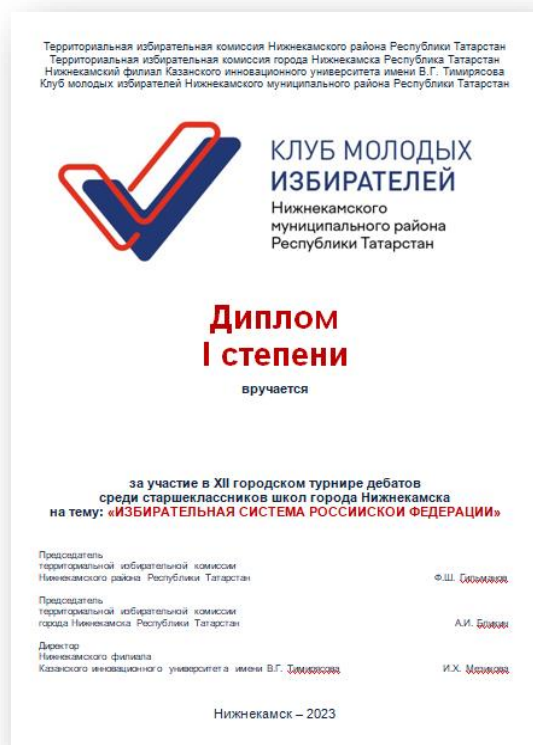 Территориальная избирательная комиссия Нижнекамского района Республики Татарстан
Территориальная избирательная комиссия города Нижнекамска Республика Татарстан
Нижнекамский филиал Казанского инновационного университета имени В.Г. Тимирясова
Клуб молодых избирателей Нижнекамского муниципального района Республики Татарстан
КЛУБ МОЛОДЫХ
ИЗБИРАТЕЛЕЙ
Нижнекамского
муниципального района
Республики Татарстан
Диплом
I степени
вручается
за участие в XII городском турнире дебатов
среди старшеклассников школ города Нижнекамска
на тему: «ИЗБИРАТЕЛЬНАЯ СИСТЕМА РОССИЙСКОЙ ФЕДЕРАЦИИ»
Председатель
территориальной избирательной комиссии
Нижнекамского района Республики Татарстан Ф.Ш. Гильманов
Председатель
территориальной избирательной комиссии
города Нижнекамска Республики Татарстан А.И.
Директор
Нижнекамского филиала
Казанского инновационного университета имени В.Г. Тимирясова И.Х. Мезикова
Нижнекамск – 2023